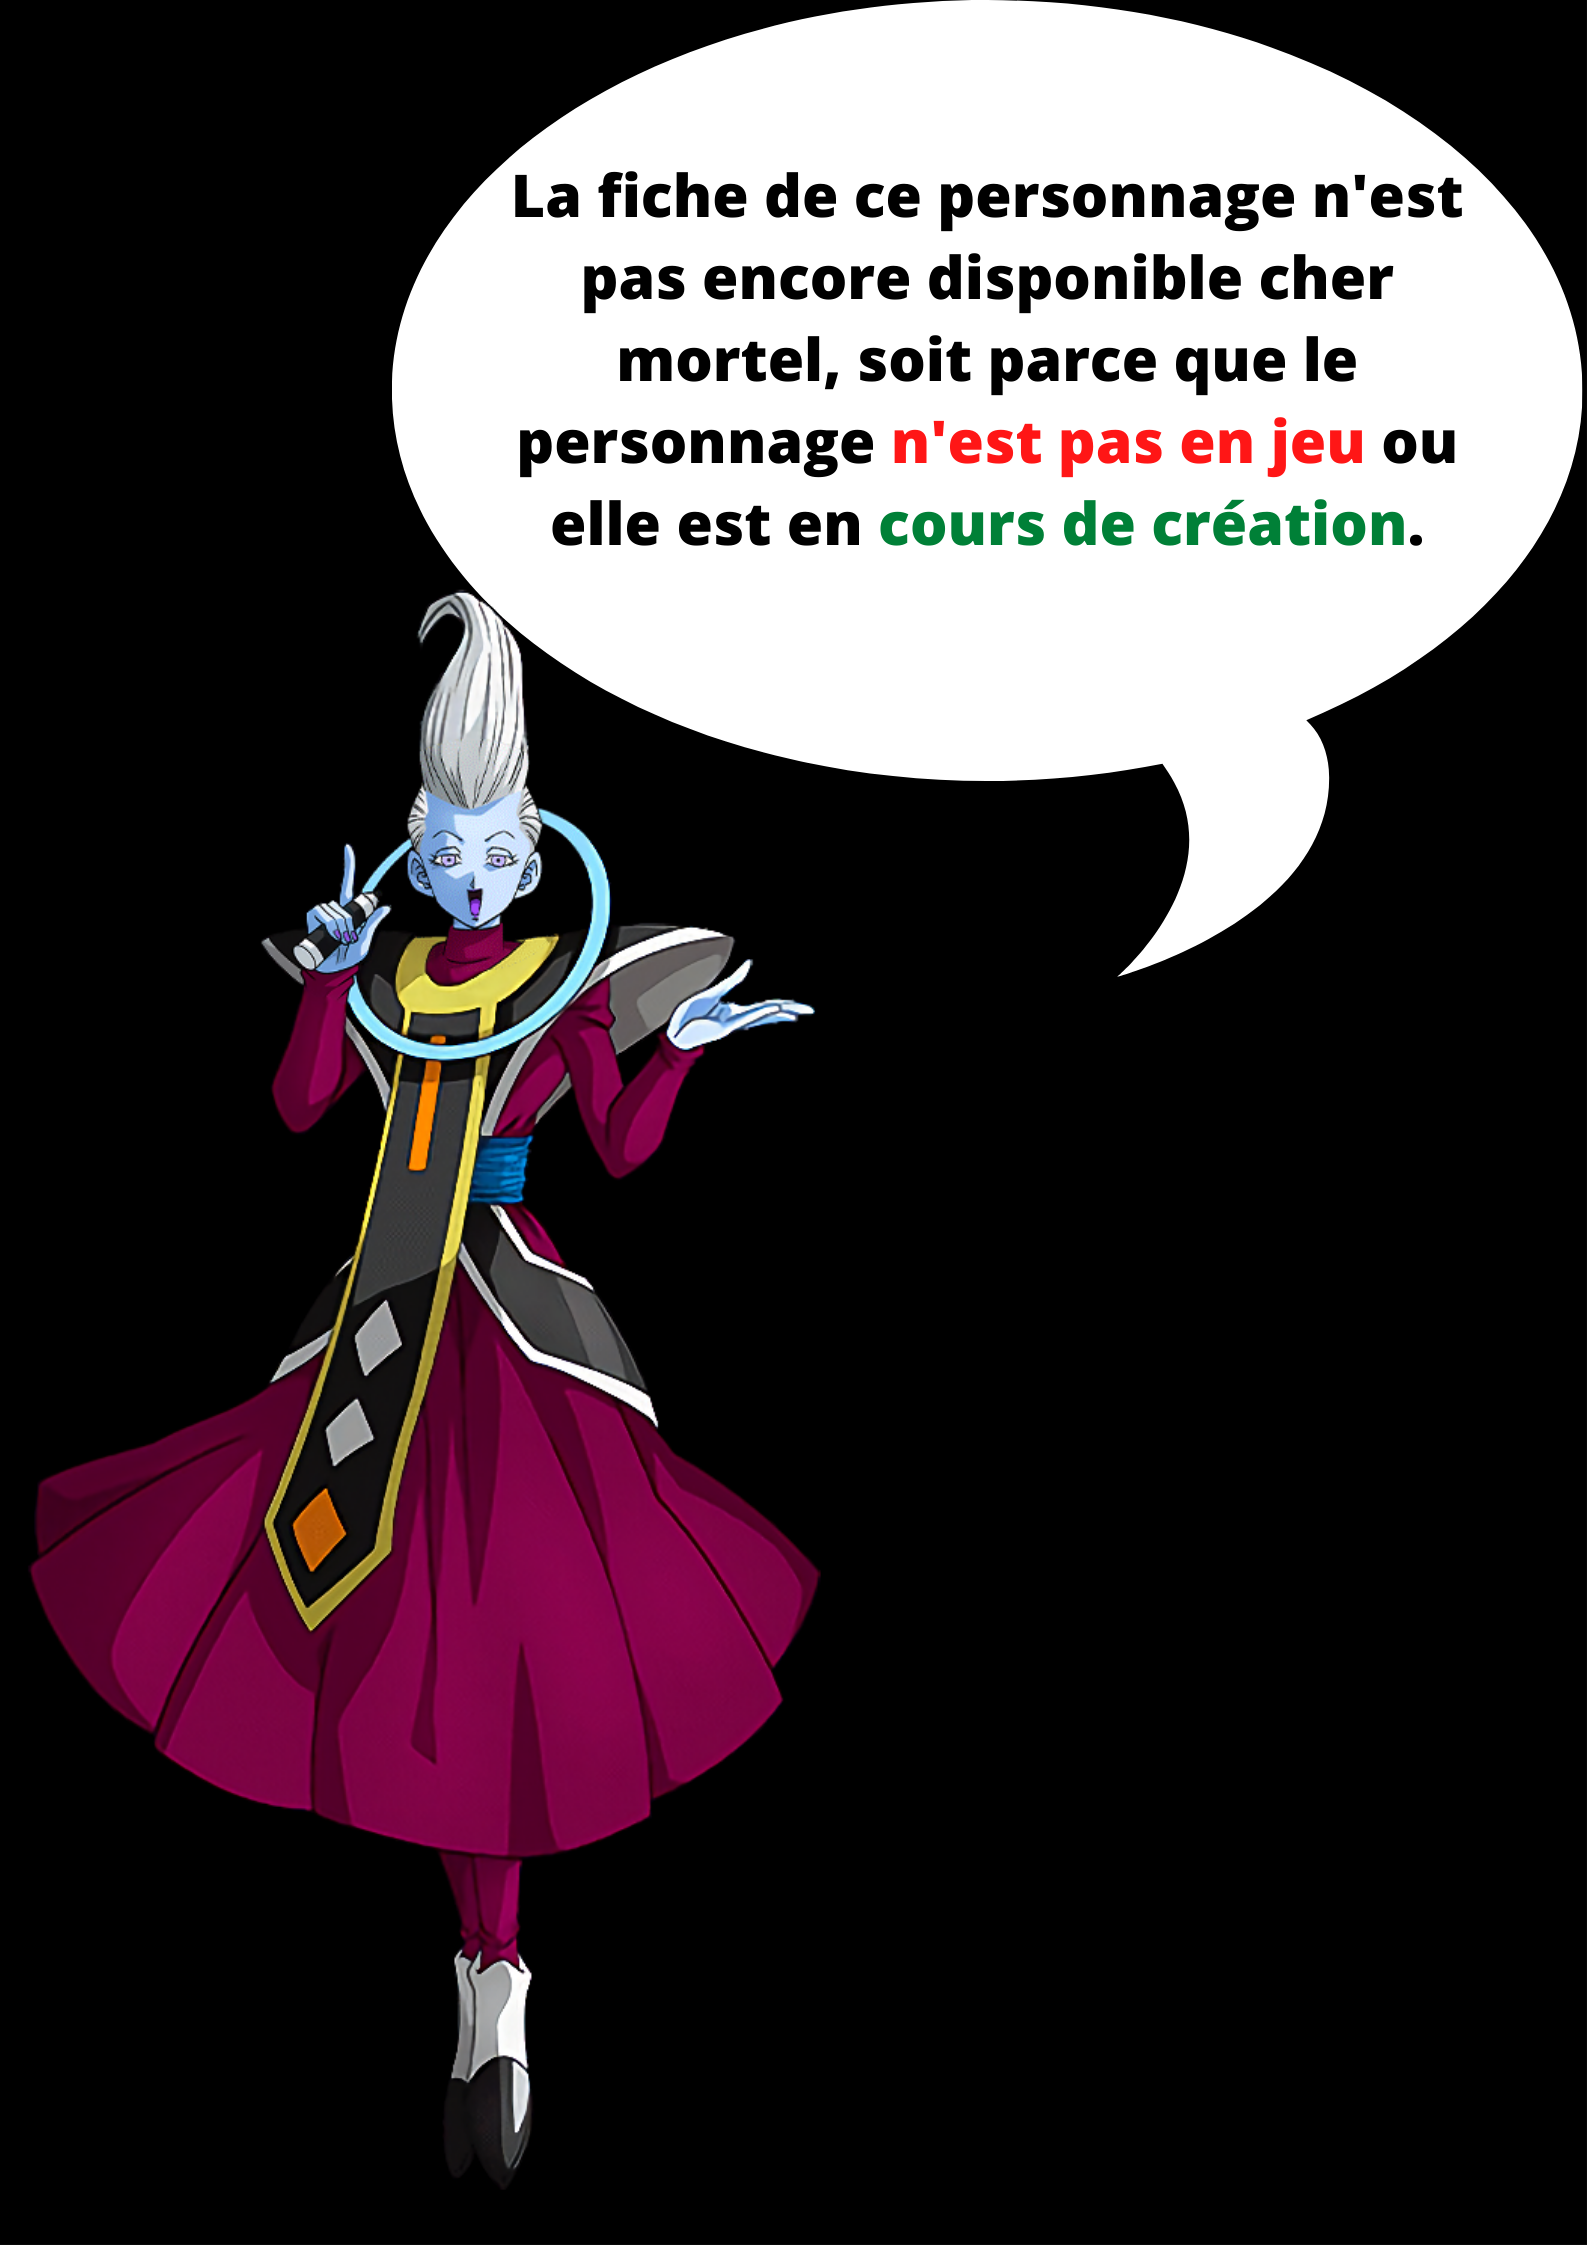 La fiche de ce personnage n'est
pas encore disponible cher
mortel, soit parce que le
personnage n'est pas en jeu ou
elle est en cours de création.